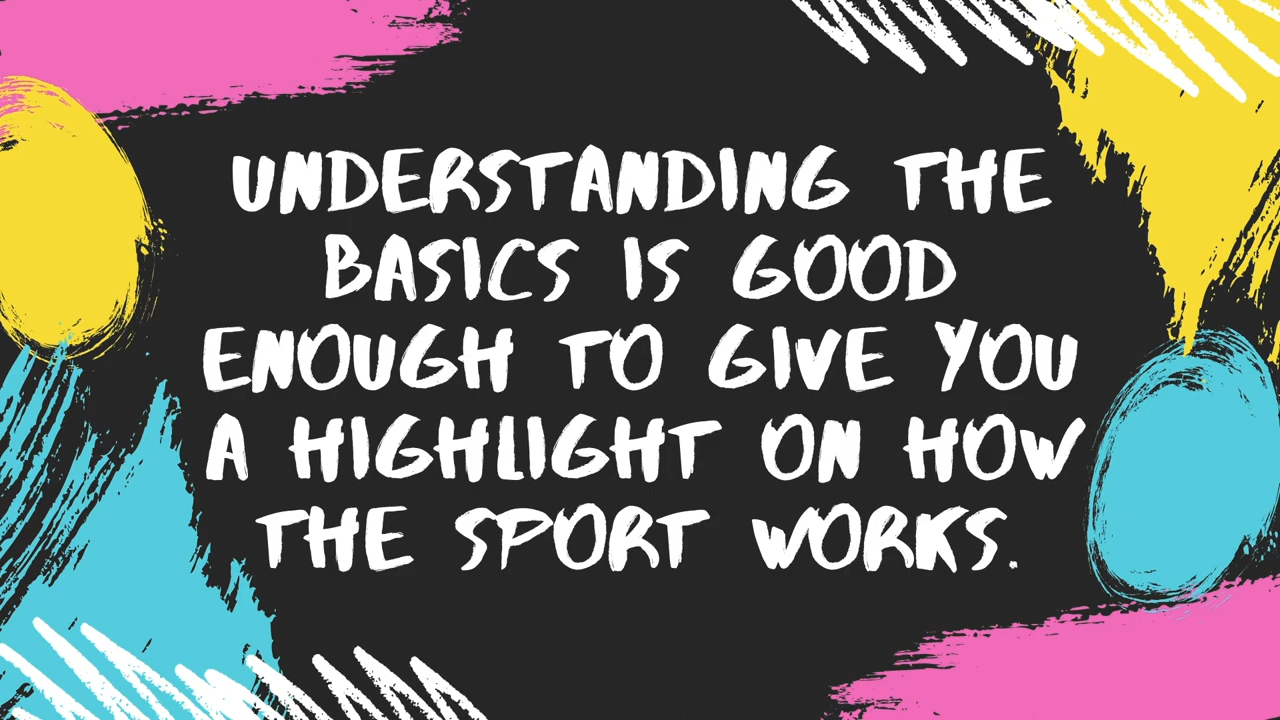 UNDERSTANDING THE
BASICS IS GOOD
ENOUGH TO GIVE YOU
A HIGHLIGHT ON HOW
THE SPORT WORKS.